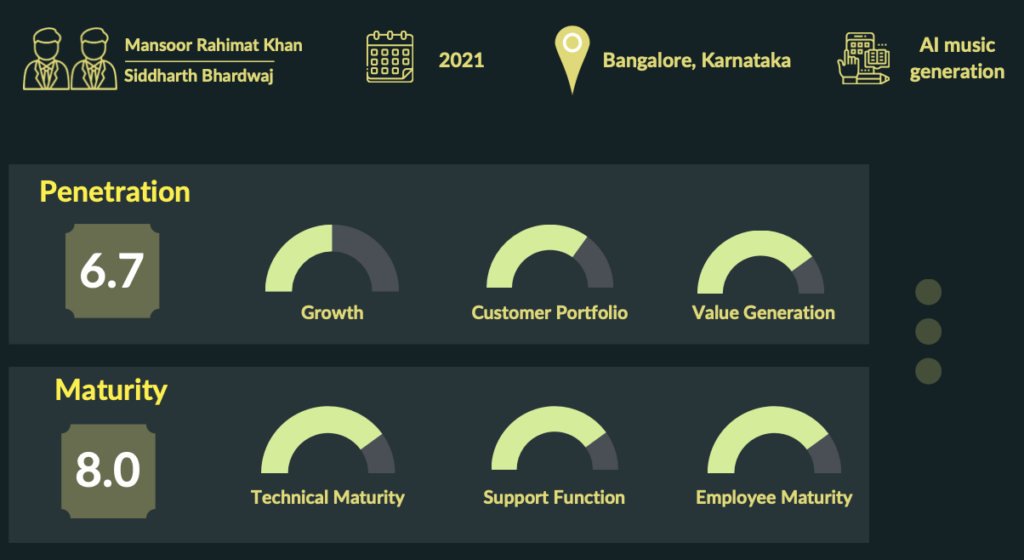 Mansoor Rahimat Khan
Siddharth Bhardwaj
2021
Bangalore, Karnataka
AI music
generation
Penetration
6.7
Growth
Customer Portfolio
Value Generation
Maturity
8.0
Technical Maturity
Support Function
Employee Maturity